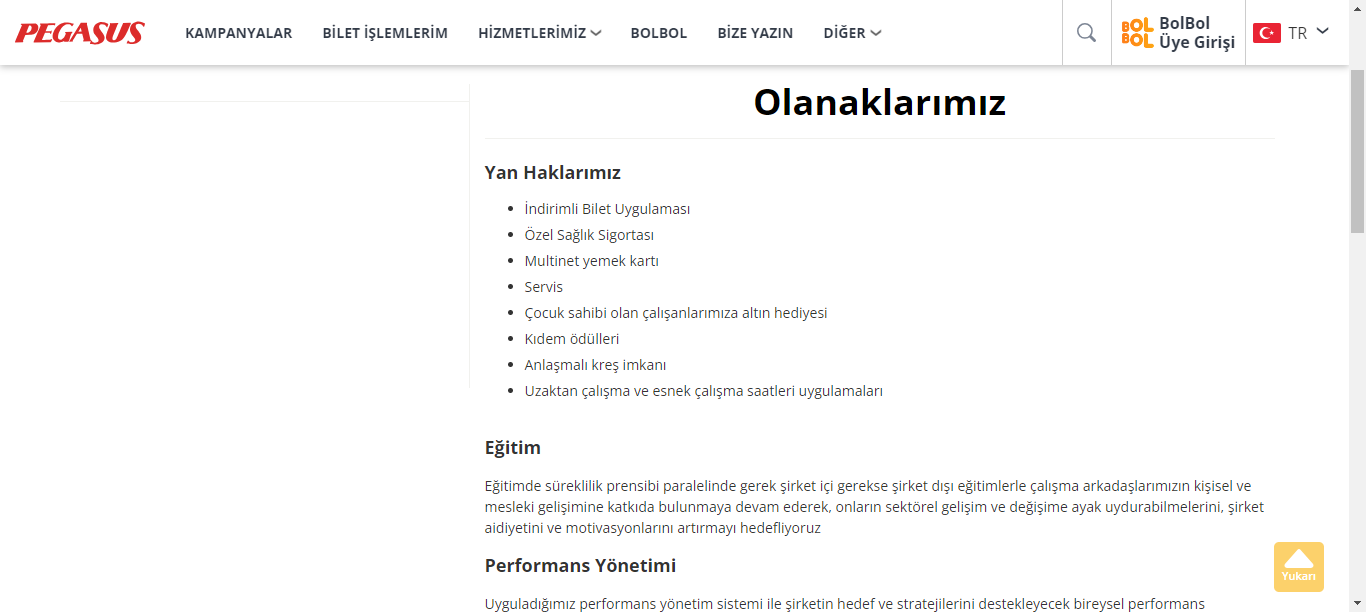 PEGASUS
KAMPANYALAR
BİLET İŞLEMLERİM
HİZMETLERİMİZ
BOLBOL
BİZE YAZIN
DİĞER
BOL
BOL
BolBol
Üye Girişi
TR
Olanaklarımız
Yan Haklarımız
İndirimli Bilet Uygulaması
Özel Sağlık Sigortası
Multinet yemek kartı
Servis
Çocuk sahibi olan çalışanlarımıza altın hediyesi
Kıdem ödülleri
Anlaşmalı kreş imkanı
Uzaktan çalışma ve esnek çalışma saatleri uygulamaları
Eğitim
Eğitimde süreklilik prensibi paralelinde gerek şirket içi gerekse şirket dışı eğitimlerle çalışma arkadaşlarımızın kişisel ve
mesleki gelişimine katkıda bulunmaya devam ederek, onların sektörel gelişim ve değişime ayak uydurabilmelerini, şirket
aidiyetini ve motivasyonlarını artırmayı hedefliyoruz
Performans Yönetimi
Uyguladığımız performans yönetim sistemi ile şirketin hedef ve stratejilerini destekleyecek bireysel performans
Yukarı